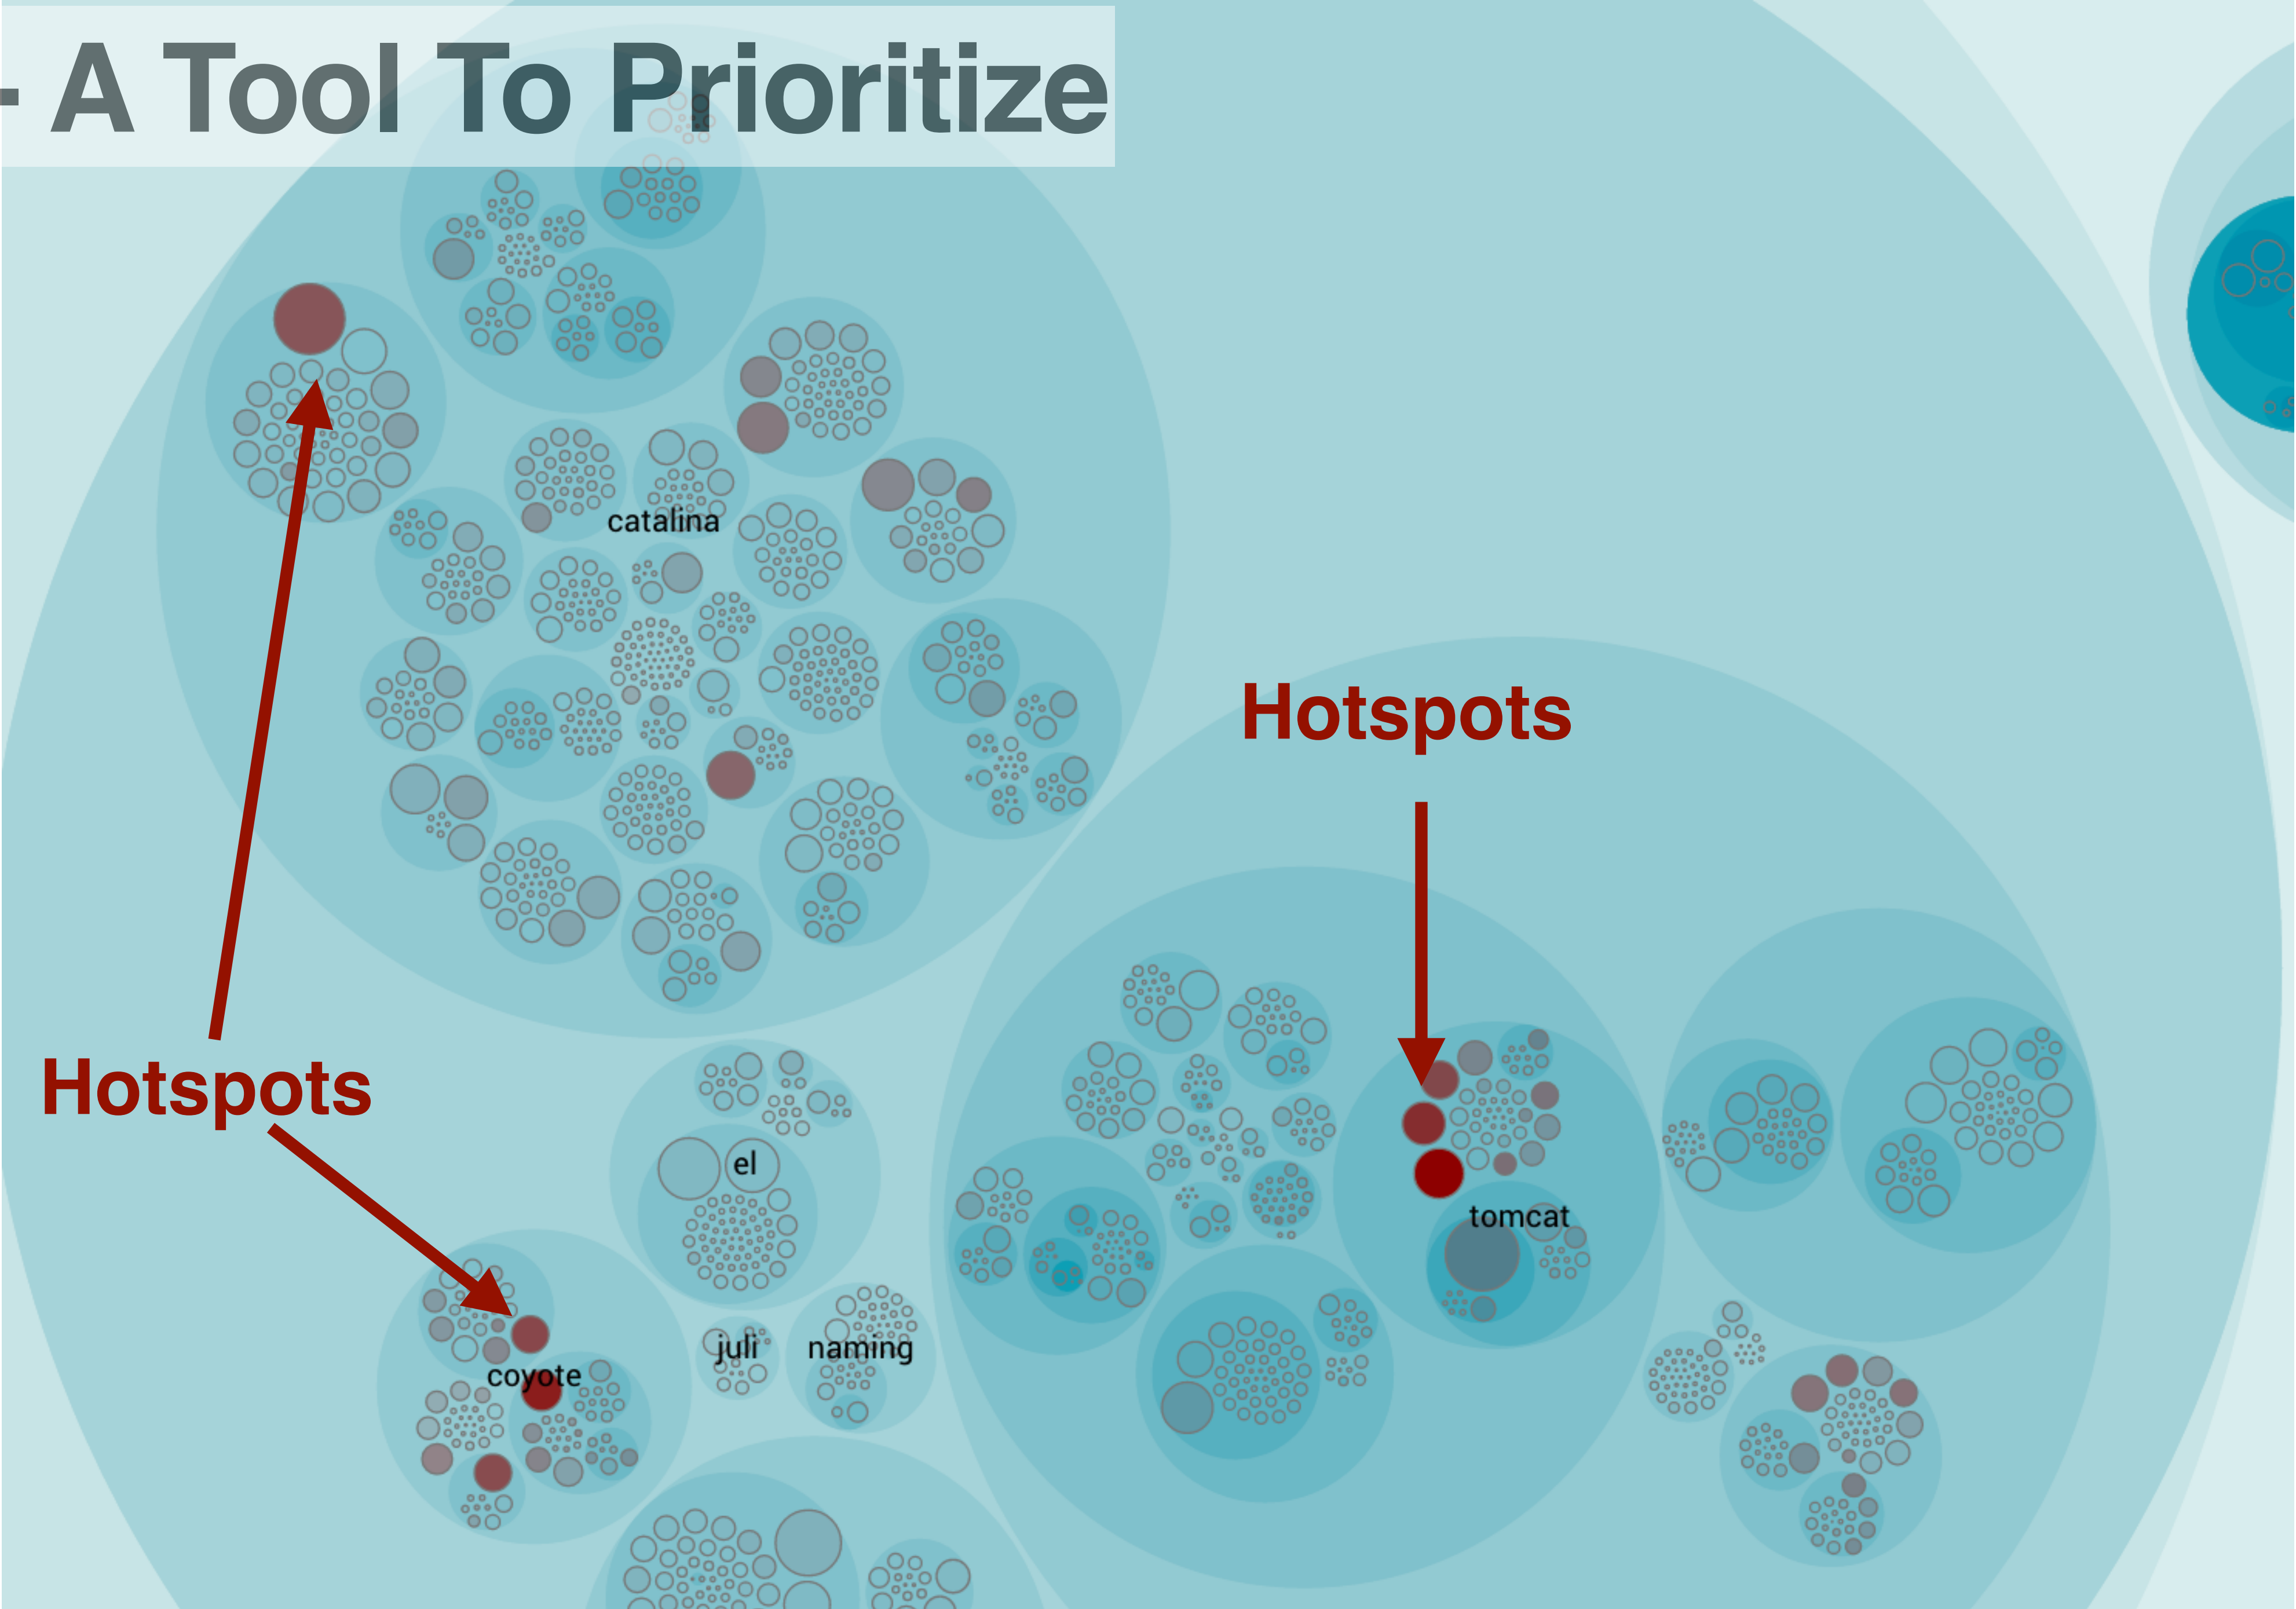 - A Tool To Prioritize
catalina
Hotspots
Hotspots
el
tomcat
juli
naming
coyote